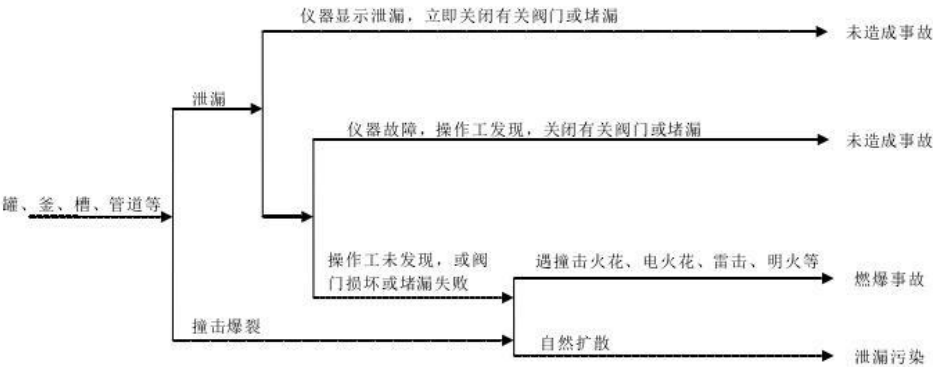 仪器显示泄漏，立即关闭有关阀门或堵漏
未造成事故
泄漏
仪器故障，操作工发现，关闭有关阀门或堵漏
未造成事故
罐、釜、槽、管道等
操作工未发现，或阀
门损坏或堵漏失败
遇撞击火花、电火花、雷击、明火等
燃爆事故
撞击爆裂
自然扩散
泄漏污染